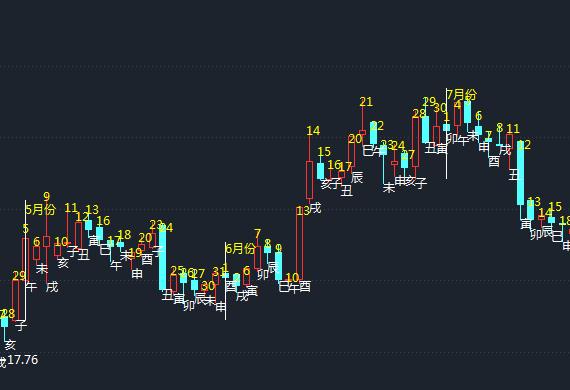 28
亥
17.76
29
子
5月份
5
午
6
未
9
戌
10
亥
11
子
12
丑
13
寅
16
卯
17
午
18
19
申
20
酉
23
子
24
丑
25
寅
26
卯
27
辰
30
未
31
申
6月份
1
酉
戌
6
寅
7
卯
8
辰
9
巳
10
午
13
酉
14
戌
15
亥
16
子
17
丑
20
辰
21
巳
22
午
23
未
24
申
27
亥
28
子
29
丑
30
寅
7月份
1
卯
4
午
5
未
6
申
7
酉
8
戌
11
丑
12
寅
13
卯
14
辰
15
巳
18
申